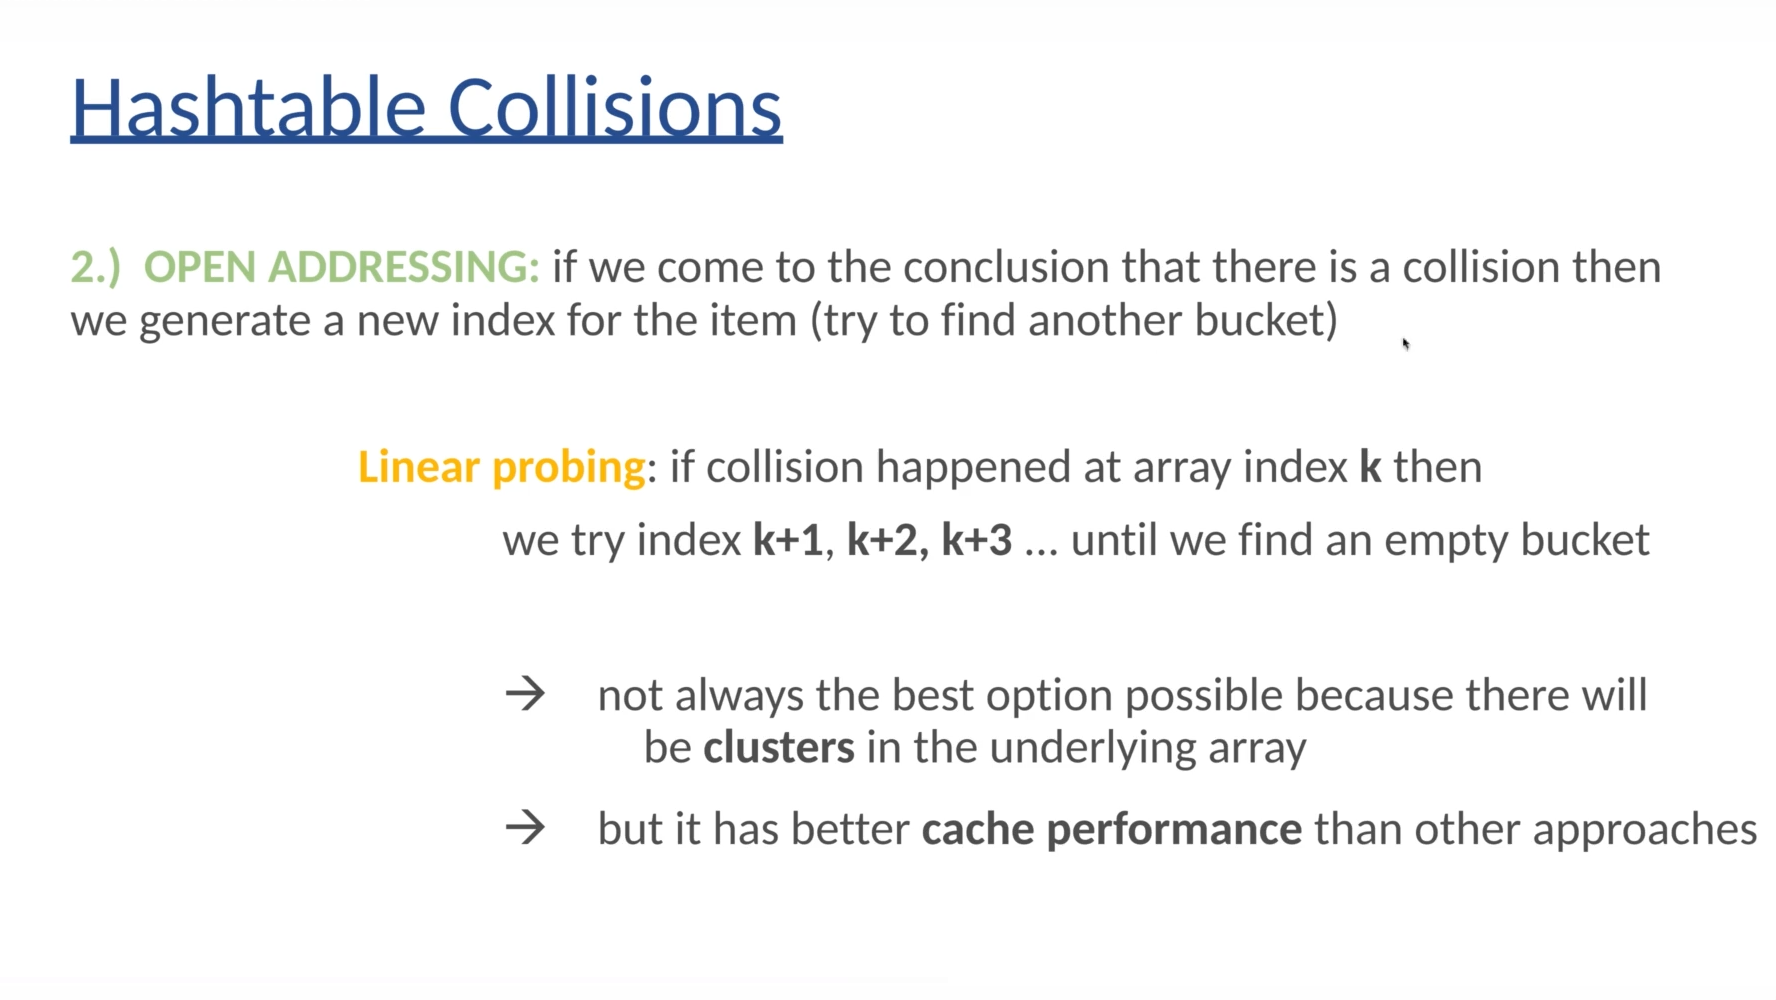 Hashtable Collisions
2.) OPEN ADDRESSING: if we come to the conclusion that there is a collision then
we generate a new index for the item (try to find another bucket)
Linear probing: if collision happened at array index k then
we try index k+1, k+2, k+3 ... until we find an empty bucket
→ not always the best option possible because there will
be clusters in the underlying array
→ but it has better cache performance than other approaches